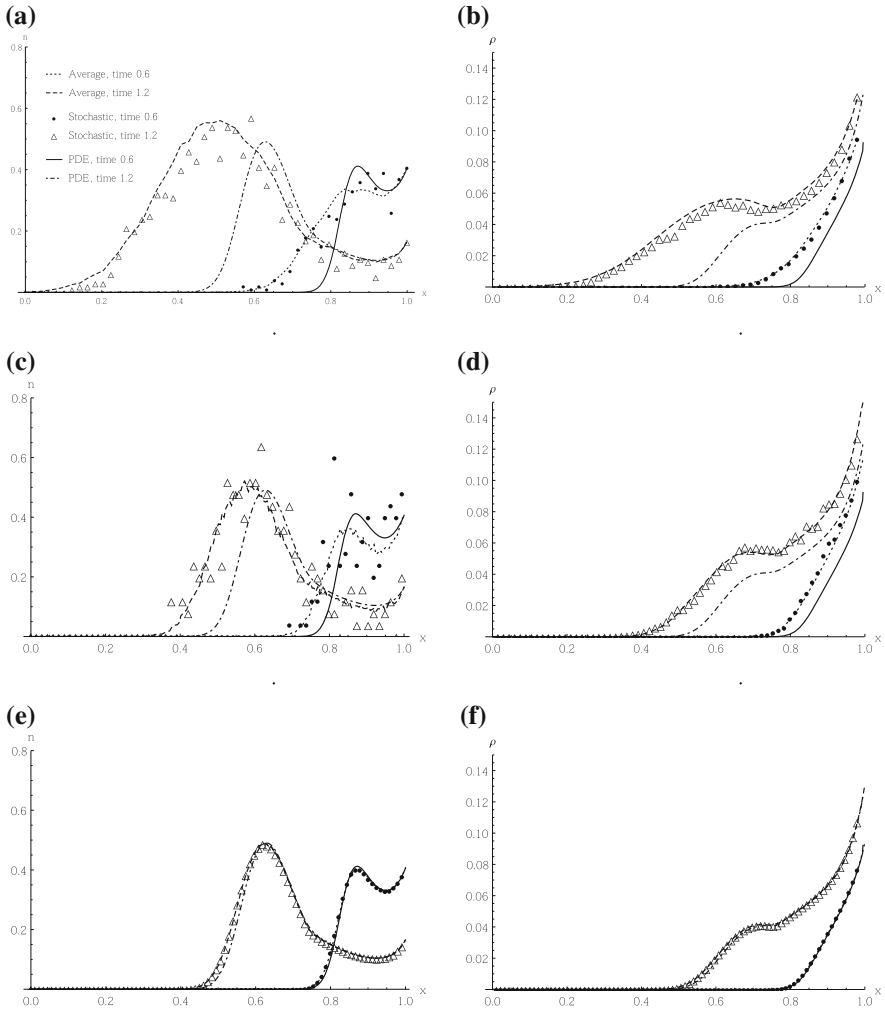 (a)
n
0.8
0.6
0.4
0.2
0.0 0.2 0.4 0.6 0.8 1.0 x
Average, time 0.6
Average, time 1.2
Stochastic, time 0.6
Stochastic, time 1.2
PDE, time 0.6
PDE, time 1.2
(b)
ρ
0.14
0.12
0.10
0.08
0.06
0.04
0.02
0.0 0.2 0.4 0.6 0.8 1.0 x
(c)
n
0.8
0.6
0.4
0.2
0.0 0.2 0.4 0.6 0.8 1.0 x
(d)
ρ
0.14
0.12
0.10
0.08
0.06
0.04
0.02
0.0 0.2 0.4 0.6 0.8 1.0 x
(e)
n
0.8
0.6
0.4
0.2
0.0 0.2 0.4 0.6 0.8 1.0 x
(f)
ρ
0.14
0.12
0.10
0.08
0.06
0.04
0.02
0.0 0.2 0.4 0.6 0.8 1.0 x